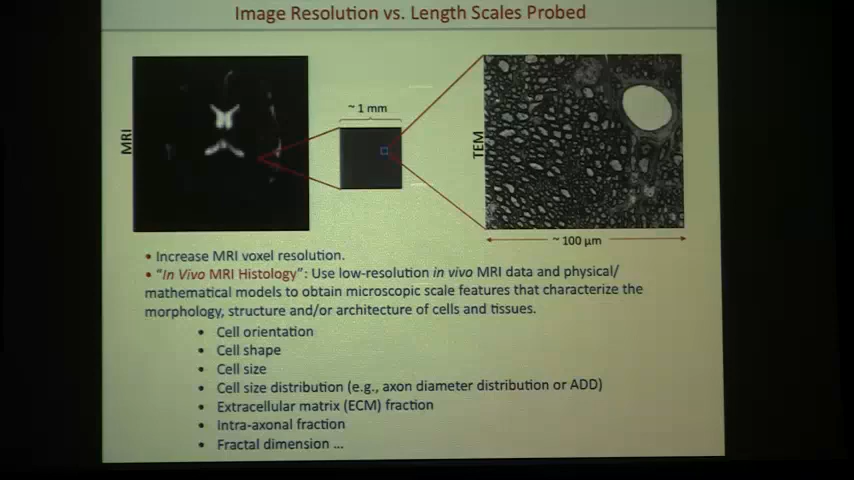 Image Resolution vs. Length Scales Probed
MRI
~ 1 mm
TEM
~ 100 µm
• Increase MRI voxel resolution.
• "In Vivo MRI Histology": Use low-resolution in vivo MRI data and physical/
mathematical models to obtain microscopic scale features that characterize the
morphology, structure and/or architecture of cells and tissues.
• Cell orientation
• Cell shape
• Cell size
• Cell size distribution (e.g., axon diameter distribution or ADD)
• Extracellular matrix (ECM) fraction
• Intra-axonal fraction
• Fractal dimension ...